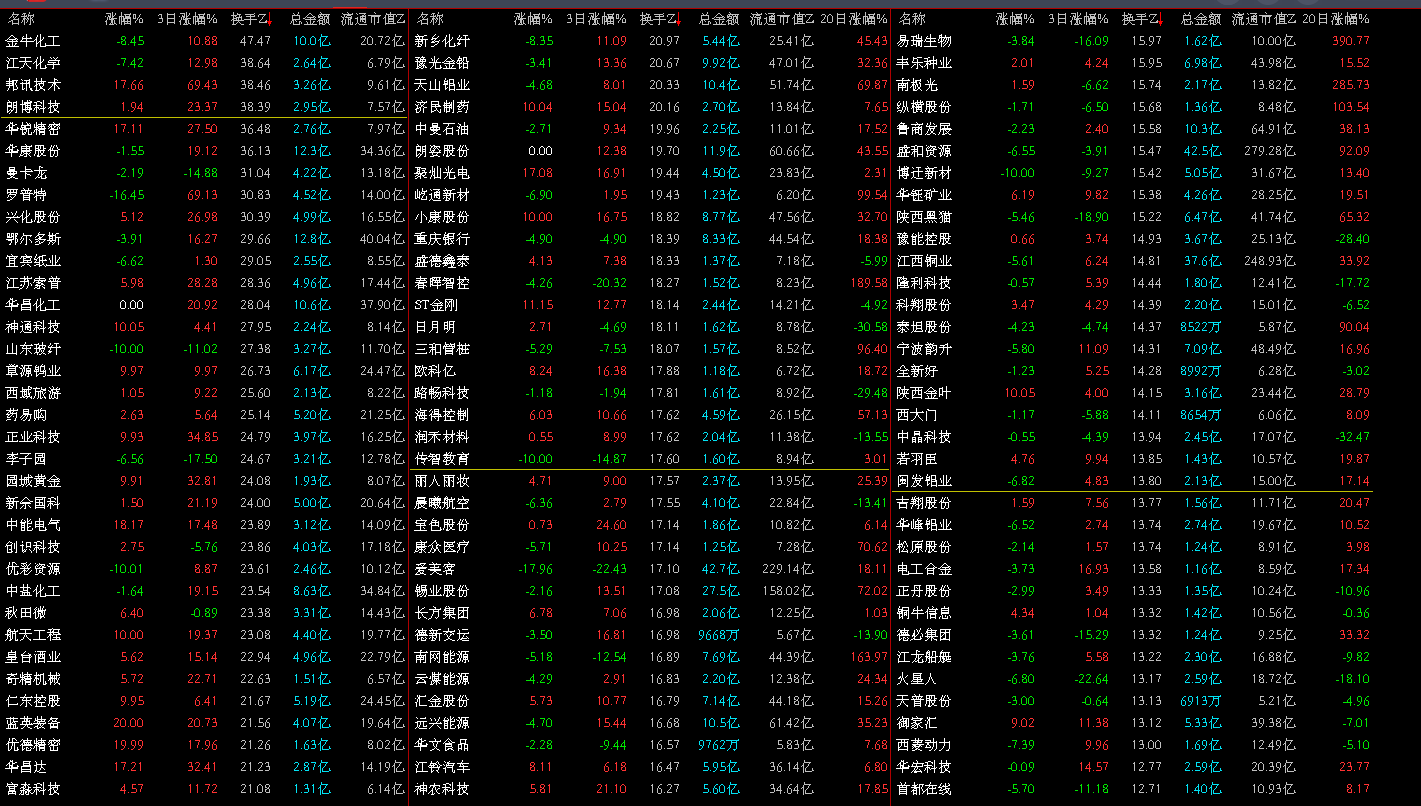 名称 涨幅% 3日涨幅% 换手Z↓ 总金额 流通市值Z 名称 涨幅% 3日涨幅% 换手Z↓ 总金额 流通市值Z 20日涨幅% 名称 涨幅% 3日涨幅% 换手Z↓ 总金额 流通市值Z 20日涨幅%
金牛化工 -8.45 10.88 47.47 10.0亿 20.72亿 新乡化纤 -8.35 11.09 20.97 5.44亿 25.41亿 45.43 易瑞生物 -3.84 -16.09 15.97 1.62亿 10.00亿 390.77
江天化学 -7.42 12.98 38.64 2.64亿 6.79亿 豫光金铅 -3.41 13.36 20.67 9.92亿 47.01亿 32.36 丰乐种业 2.01 4.24 15.95 6.98亿 43.98亿 15.52
邦讯技术 17.66 69.43 38.46 3.26亿 9.61亿 天山铝业 -4.68 8.01 20.33 10.4亿 51.74亿 69.87 南极光 1.59 -6.62 15.74 2.17亿 13.82亿 285.73
朗博科技 1.94 23.37 38.39 2.95亿 7.57亿 济民制药 10.04 15.04 20.16 2.70亿 13.84亿 7.65 纵横股份 -1.71 -6.50 15.68 1.36亿 8.48亿 103.54
华锐精密 17.11 27.50 36.48 2.76亿 7.97亿 中曼石油 -2.71 9.34 19.96 2.25亿 11.01亿 17.52 鲁商发展 -2.23 2.40 15.58 10.3亿 64.91亿 38.13
华康股份 -1.55 19.12 36.13 12.3亿 34.36亿 朗姿股份 0.00 12.38 19.70 11.9亿 60.66亿 43.55 盛和资源 -6.55 -3.91 15.47 42.5亿 279.28亿 92.09
曼卡龙 -2.19 -14.88 31.04 4.22亿 13.18亿 聚灿光电 17.08 16.91 19.44 4.50亿 23.83亿 2.31 博迁新材 -10.00 -9.27 15.42 5.05亿 31.67亿 13.40
罗普特 -16.45 69.13 30.83 4.52亿 14.00亿 屹通新材 -6.90 1.95 19.43 1.23亿 6.20亿 99.54 华钰矿业 6.19 9.82 15.38 4.26亿 28.25亿 19.51
兴化股份 5.12 26.98 30.39 4.99亿 16.55亿 小康股份 10.00 16.75 18.82 8.77亿 47.56亿 32.70 陕西黑猫 -5.46 -18.90 15.22 6.47亿 41.74亿 65.32
鄂尔多斯 -3.91 16.27 29.66 12.8亿 40.04亿 重庆银行 -4.90 -4.90 18.39 8.33亿 44.54亿 18.38 豫能控股 0.66 3.74 14.93 3.67亿 25.13亿 -28.40
宜宾纸业 -6.62 1.30 29.05 2.55亿 8.55亿 盛德鑫泰 4.13 7.38 18.33 1.37亿 7.18亿 -5.99 江西铜业 -5.61 6.24 14.81 37.6亿 248.93亿 33.92
江苏索普 5.98 28.28 28.36 4.96亿 17.44亿 春晖智控 -4.26 -20.32 18.27 1.52亿 8.23亿 189.58 隆利科技 -0.57 5.39 14.44 1.80亿 12.41亿 -17.72
华昌化工 0.00 20.92 28.04 10.6亿 37.90亿 ST金刚 11.15 12.77 18.14 2.44亿 14.21亿 -4.92 科翔股份 3.47 4.29 14.39 2.20亿 15.01亿 -6.52
神通科技 10.05 4.41 27.95 2.24亿 8.14亿 日月明 2.71 -4.69 18.11 1.62亿 8.78亿 -30.58 泰坦股份 -4.23 -4.74 14.37 8522万 5.87亿 90.04
山东玻纤 -10.00 -11.02 27.38 3.27亿 11.70亿 三和管桩 -5.29 -7.53 18.07 1.57亿 8.52亿 96.40 宁波韵升 -5.80 11.09 14.31 7.09亿 48.49亿 16.96
章源钨业 9.97 9.97 26.73 6.17亿 24.47亿 欧科亿 8.24 16.38 17.88 1.18亿 6.72亿 18.72 全新好 -1.23 5.25 14.28 8992万 6.28亿 -3.02
西域旅游 1.05 9.22 25.60 2.13亿 8.22亿 路畅科技 -1.18 -1.94 17.81 1.61亿 8.92亿 -29.48 陕西金叶 10.05 4.00 14.15 3.16亿 23.44亿 28.79
药易购 2.63 5.64 25.14 5.20亿 21.25亿 海得控制 6.03 10.66 17.62 4.59亿 26.15亿 57.13 西大门 -1.17 -5.88 14.11 8654万 6.06亿 8.09
正业科技 9.93 34.85 24.79 3.97亿 16.25亿 润禾材料 0.55 8.99 17.62 2.04亿 11.38亿 -13.55 中晶科技 -0.55 -4.39 13.94 2.45亿 17.07亿 -32.47
李子园 -6.56 -17.50 24.67 3.21亿 12.78亿 传智教育 -10.00 -14.87 17.60 1.60亿 8.94亿 3.01 若羽臣 4.76 9.94 13.85 1.43亿 10.57亿 19.87
园城黄金 9.91 32.81 24.08 1.93亿 8.07亿 丽人丽妆 4.71 9.00 17.57 2.37亿 13.95亿 25.39 闽发铝业 -6.82 4.83 13.80 2.13亿 15.00亿 17.14
新余国科 1.50 21.19 24.00 5.00亿 20.64亿 晨曦航空 -6.36 2.79 17.55 4.10亿 22.84亿 -13.41 吉翔股份 1.59 7.56 13.77 1.56亿 11.71亿 20.47
中能电气 18.17 17.48 23.89 3.12亿 14.09亿 宝色股份 0.73 24.60 17.14 1.86亿 10.82亿 6.14 华峰铝业 -6.52 2.74 13.74 2.74亿 19.67亿 10.52
创识科技 2.75 -5.76 23.86 4.03亿 17.18亿 康众医疗 -5.71 10.25 17.14 1.25亿 7.28亿 70.62 松原股份 -2.14 1.57 13.74 1.24亿 8.91亿 3.98
优彩资源 -10.01 8.87 23.61 2.46亿 10.12亿 爱美客 -17.96 -22.43 17.10 42.7亿 229.14亿 18.11 电工合金 -3.73 16.93 13.58 1.16亿 8.59亿 17.34
中盐化工 -1.64 19.15 23.54 8.63亿 34.84亿 锡业股份 -2.16 13.51 17.08 27.5亿 158.02亿 72.02 正丹股份 -2.99 3.49 13.33 1.35亿 10.24亿 -10.96
秋田微 6.40 -0.89 23.38 3.31亿 14.43亿 长方集团 6.78 7.06 16.98 2.06亿 12.25亿 1.03 铜牛信息 4.34 1.04 13.32 1.42亿 10.56亿 -0.36
航天工程 10.00 19.37 23.08 4.40亿 19.77亿 德新交运 -3.50 16.81 16.98 9668万 5.67亿 -13.90 德必集团 -3.61 -15.29 13.32 1.24亿 9.25亿 33.32
皇台酒业 5.62 15.14 22.94 4.96亿 22.79亿 南网能源 -5.18 -12.54 16.89 7.69亿 44.39亿 163.97 江龙船艇 -3.76 5.58 13.22 2.30亿 16.88亿 -9.82
奇精机械 5.72 22.71 22.63 1.51亿 6.57亿 云煤能源 -4.29 2.91 16.83 2.20亿 12.38亿 24.34 火星人 -6.80 -22.64 13.17 2.59亿 18.72亿 -18.10
仁东控股 9.95 6.41 21.67 5.19亿 24.45亿 汇金股份 5.73 10.77 16.79 7.14亿 44.18亿 15.26 天普股份 -3.00 -0.64 13.13 6913万 5.21亿 -4.96
蓝英装备 20.00 20.73 21.56 4.07亿 19.64亿 远兴能源 -4.70 15.44 16.68 10.5亿 61.42亿 35.23 御家汇 9.02 11.38 13.12 5.33亿 39.38亿 -7.01
优德精密 19.99 17.96 21.26 1.63亿 8.02亿 华文食品 -2.28 -9.44 16.57 9762万 5.83亿 7.68 西菱动力 -7.39 9.96 13.00 1.69亿 12.49亿 -5.10
华昌达 17.21 32.41 21.23 2.87亿 14.19亿 江铃汽车 8.11 6.18 16.47 5.95亿 36.14亿 6.80 华宏科技 -0.09 14.57 12.77 2.59亿 20.39亿 23.77
富淼科技 4.57 11.72 21.08 1.31亿 6.14亿 神农科技 5.81 21.10 16.27 5.60亿 34.64亿 17.85 首都在线 -5.70 -11.18 12.71 1.40亿 10.93亿 8.17